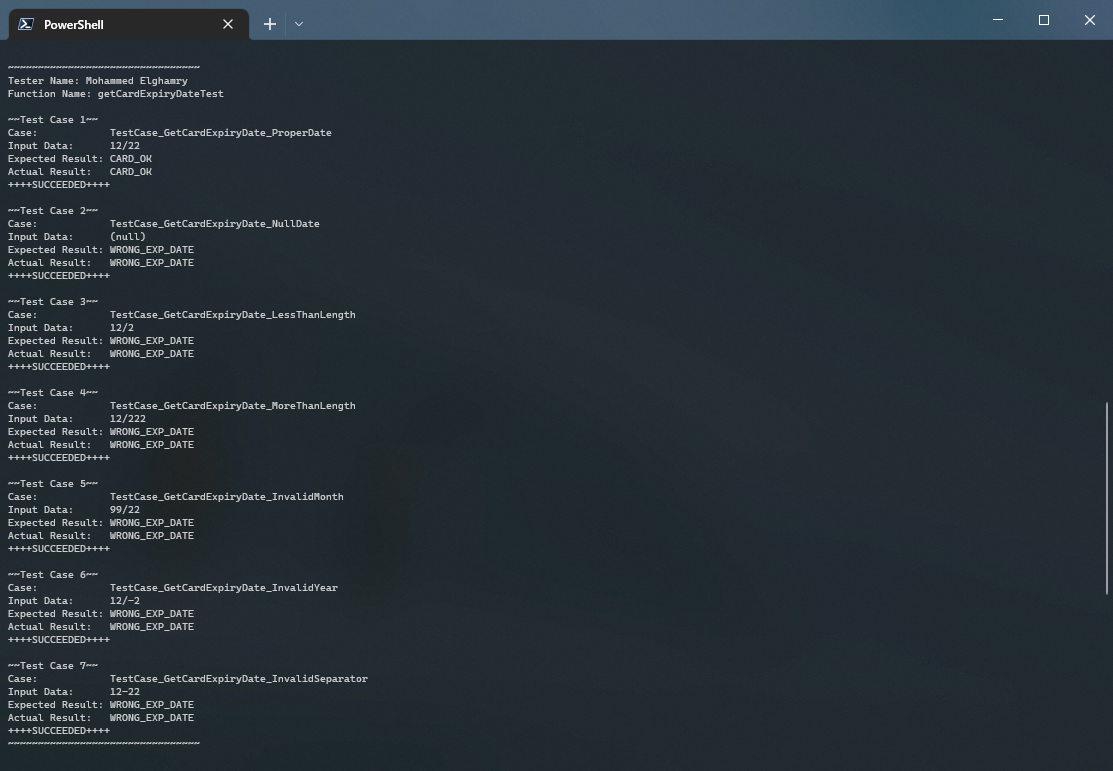 PowerShell
~~~~~~~~~~~~~~~~~~~~~~~~~~~~~~~~
Tester Name: Mohammed Elghamry
Function Name: getCardExpiryDateTest
~~Test Case 1~~
Case:            TestCase_GetCardExpiryDate_ProperDate
Input Data:      12/22
Expected Result: CARD_OK
Actual Result:   CARD_OK
++++SUCCEEDED++++
~~Test Case 2~~
Case:            TestCase_GetCardExpiryDate_NullDate
Input Data:      (null)
Expected Result: WRONG_EXP_DATE
Actual Result:   WRONG_EXP_DATE
++++SUCCEEDED++++
~~Test Case 3~~
Case:            TestCase_GetCardExpiryDate_LessThanLength
Input Data:      12/2
Expected Result: WRONG_EXP_DATE
Actual Result:   WRONG_EXP_DATE
++++SUCCEEDED++++
~~Test Case 4~~
Case:            TestCase_GetCardExpiryDate_MoreThanLength
Input Data:      12/222
Expected Result: WRONG_EXP_DATE
Actual Result:   WRONG_EXP_DATE
++++SUCCEEDED++++
~~Test Case 5~~
Case:            TestCase_GetCardExpiryDate_InvalidMonth
Input Data:      99/22
Expected Result: WRONG_EXP_DATE
Actual Result:   WRONG_EXP_DATE
++++SUCCEEDED++++
~~Test Case 6~~
Case:            TestCase_GetCardExpiryDate_InvalidYear
Input Data:      12/-2
Expected Result: WRONG_EXP_DATE
Actual Result:   WRONG_EXP_DATE
++++SUCCEEDED++++
~~Test Case 7~~
Case:            TestCase_GetCardExpiryDate_InvalidSeparator
Input Data:      12-22
Expected Result: WRONG_EXP_DATE
Actual Result:   WRONG_EXP_DATE
++++SUCCEEDED++++
~~~~~~~~~~~~~~~~~~~~~~~~~~~~~~~~